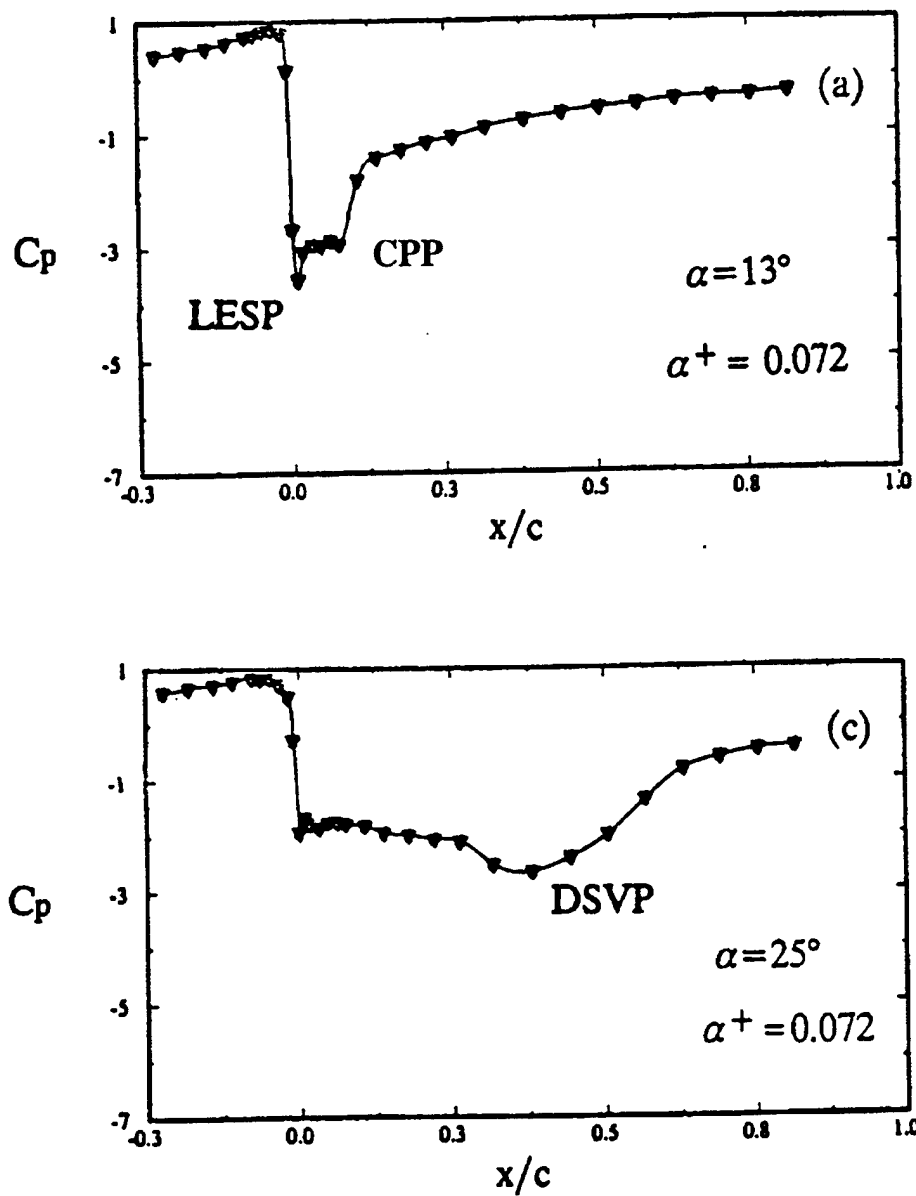 1
(a)
-1
CPP
Cp
-3
α=13°
LESP
α+ = 0.072
-5
-7
-0.3 0.0 0.3 0.5 0.8 1.0
x/c
1
(c)
-1
Cp
-3
DSVP
α=25°
-5
α+ =0.072
-7
-0.3 0.0 0.3 0.5 0.8 1.0
x/c